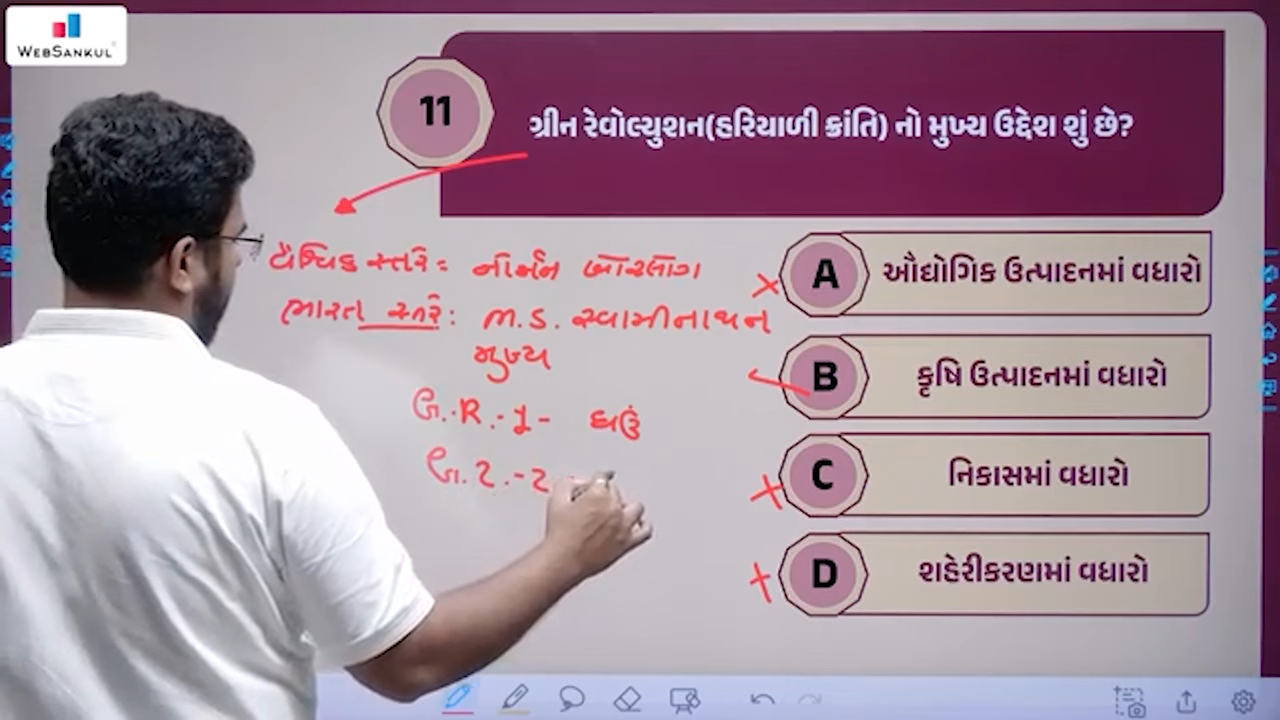 WEBSANKUL
11
ગ્રીન રેવોલ્યુશન(હરિયાળી ક્રાંતિ) નો મુખ્ય ઉદ્દેશ શું છે?
વૈશ્વિક સ્તરે: નોર્મન બોરલોગ
ભારત સ્તરે: M.S. સ્વામીનાથન
મુખ્ય
G.R.-1- ઘઉં
A ઔદ્યોગિક ઉત્પાદનમાં વધારો
B કૃષિ ઉત્પાદનમાં વધારો
C નિકાસમાં વધારો
D શહેરીકરણમાં વધારો